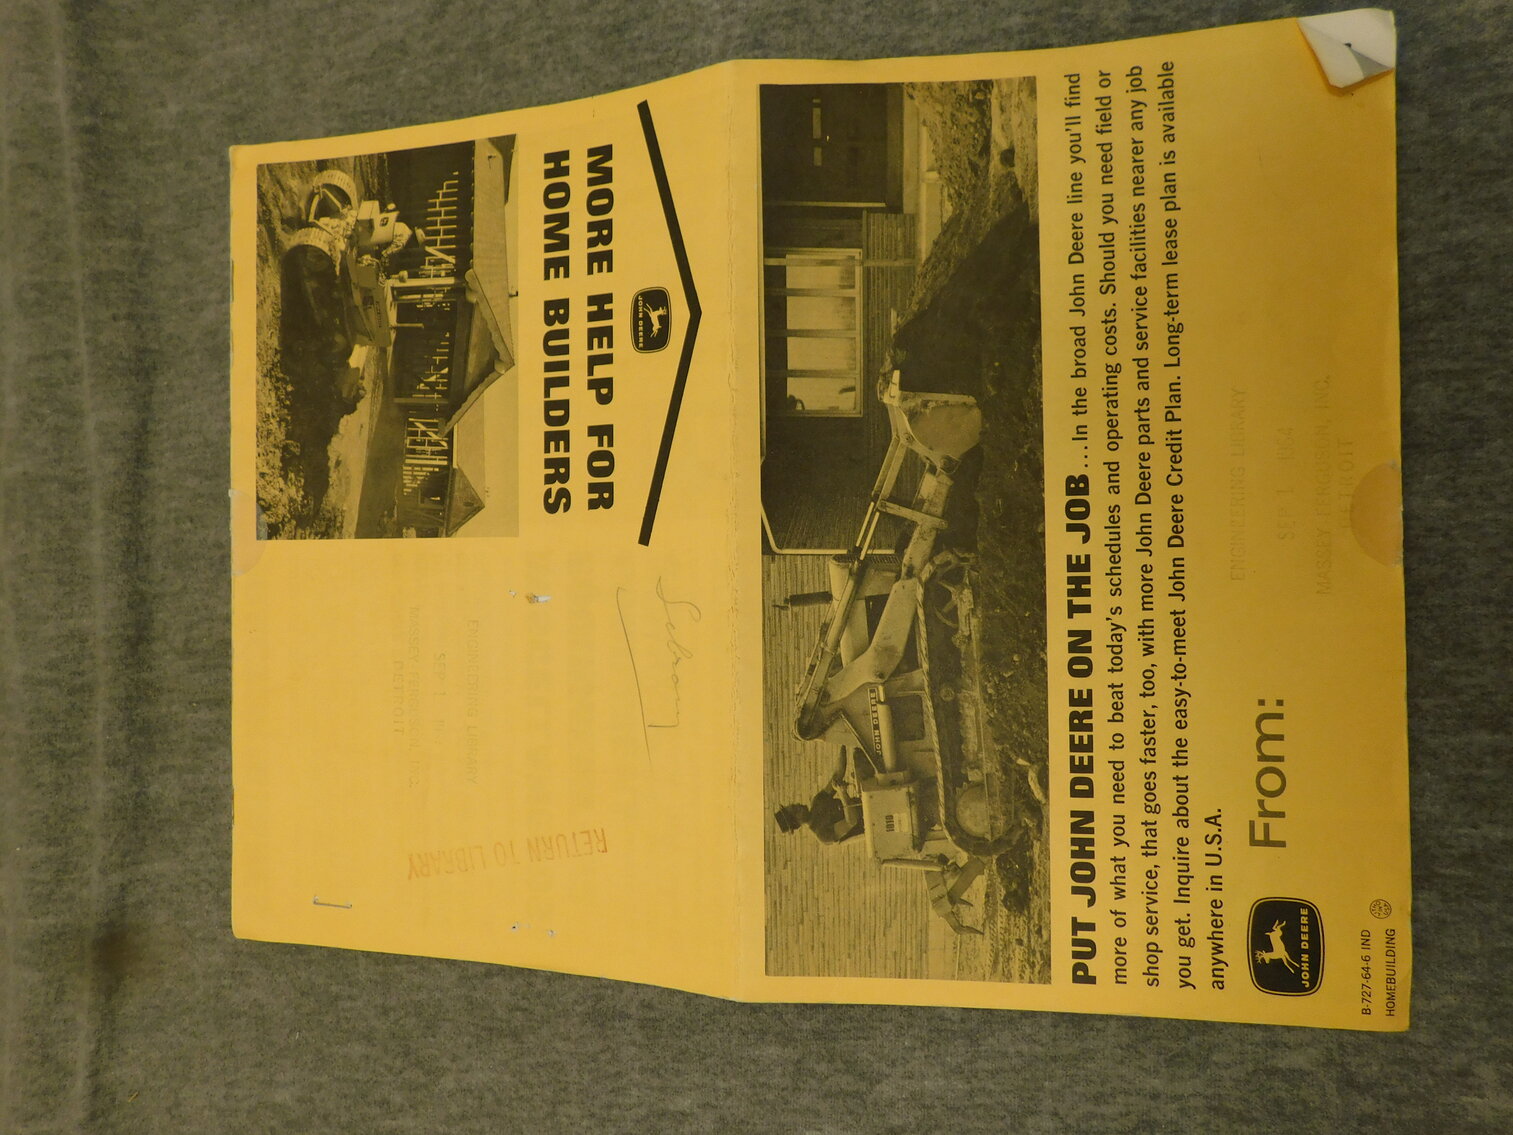 MORE HELP FOR
HOME BUILDERS
JOHN DEERE
RETURN TO LIBRARY
ENGINEERING LIBRARY
SEP 1
DETROIT
JOHN DEERE
1010
PUT JOHN DEERE ON THE JOB...In the broad John Deere line you'll find
more of what you need to beat today's schedules and operating costs. Should you need field or
shop service, that goes faster, too, with more John Deere parts and service facilities nearer any job
you get. Inquire about the easy-to-meet John Deere Credit Plan. Long-term lease plan is available
anywhere in U.S.A.
ENGINEERING LIBRARY
SEP 1 1964
MASSEY FERGUSON, INC.
DETROIT
From:
JOHN DEERE
B-727-64-6 IND
HOMEBUILDING